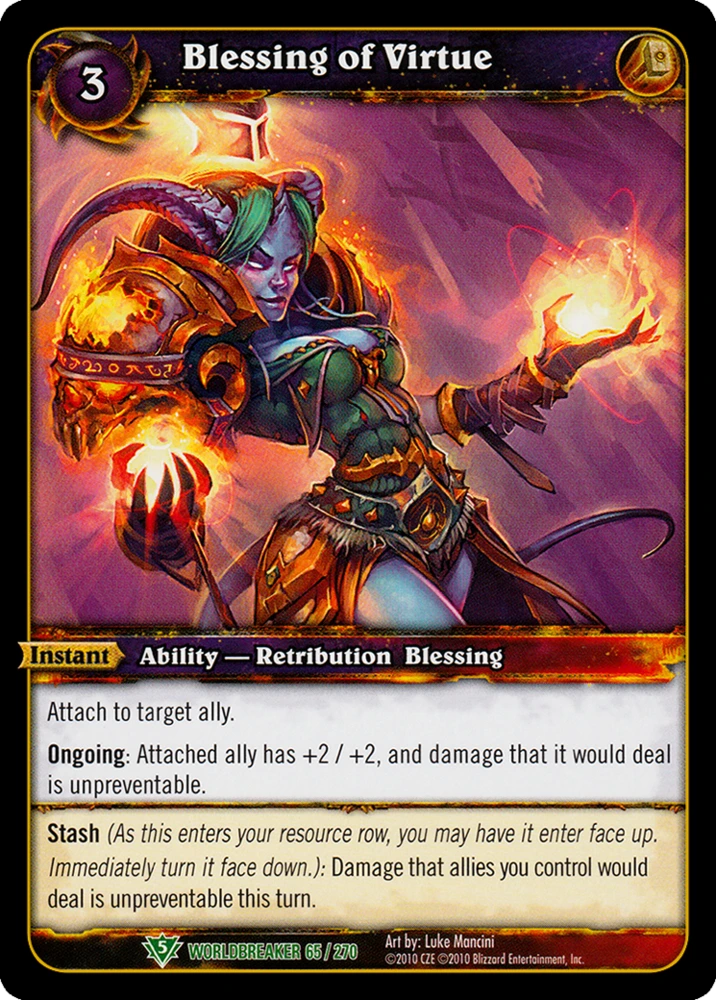 3
Blessing of Virtue
Instant
Ability — Retribution Blessing
Attach to target ally.
Ongoing: Attached ally has +2 / +2, and damage that it would deal
is unpreventable.
Stash (As this enters your resource row, you may have it enter face up.
Immediately turn it face down.): Damage that allies you control would
deal is unpreventable this turn.
5
WORLDBREAKER 65 / 270
Art by: Luke Mancini
©2010 CZE ©2010 Blizzard Entertainment, Inc.